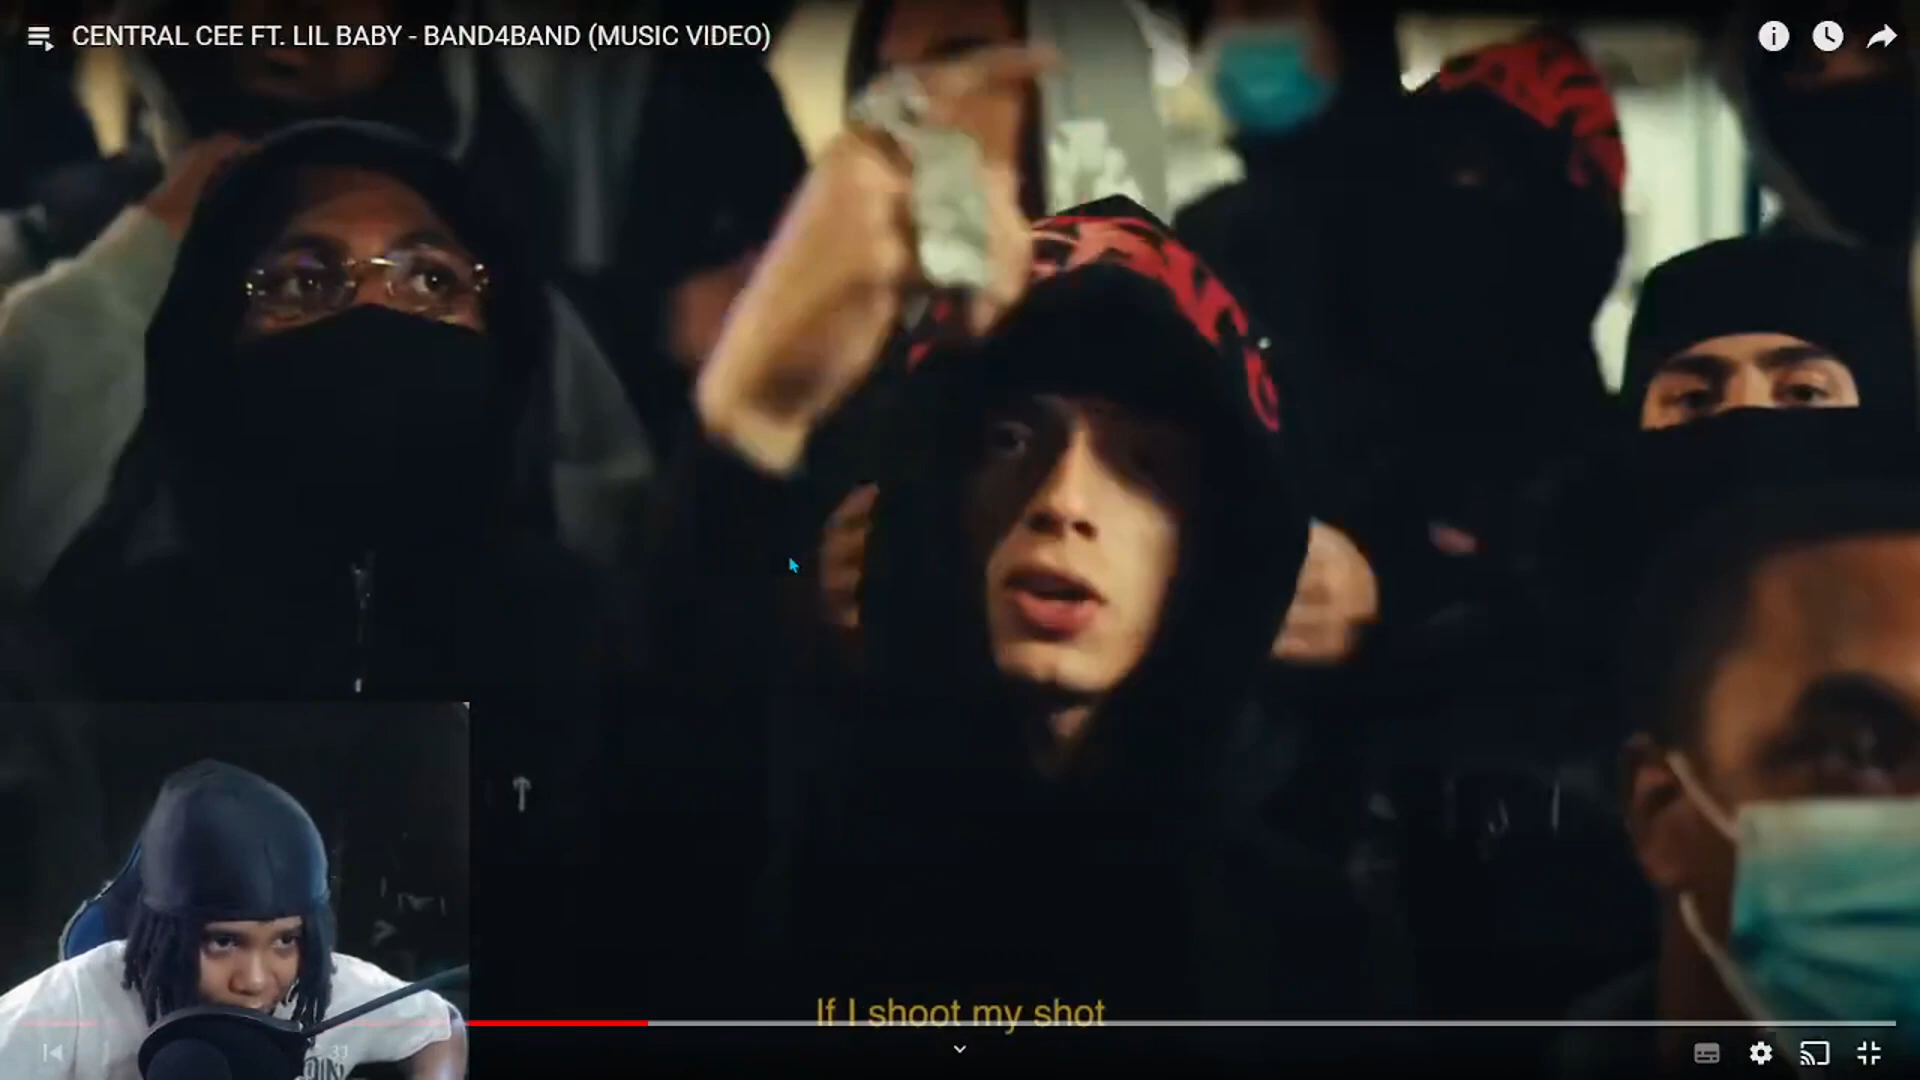 CENTRAL CEE FT. LIL BABY - BAND4BAND (MUSIC VIDEO)
If I shoot my shot